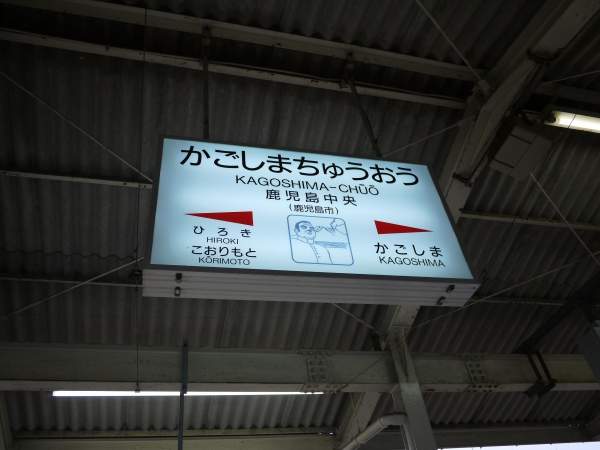 かごしまちゅうおう
KAGOSHIMA-CHŪŌ
鹿児島中央
(鹿児島市)
ひろき
HIROKI
こおりもと
KŌRIMOTO
かごしま
KAGOSHIMA